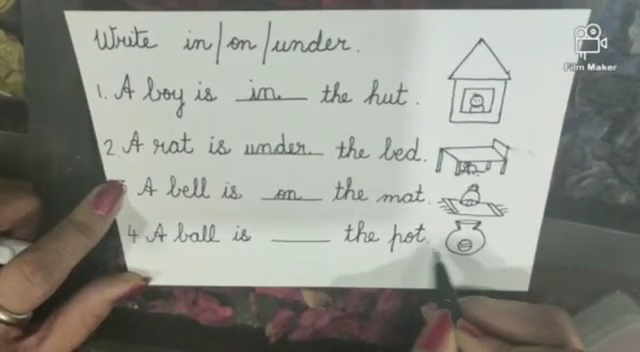 Write in/on/under.
1. A boy is in the hut.
2. A rat is under the bed.
A bell is on the mat.
4 A ball is ____ the pot.
Film Maker